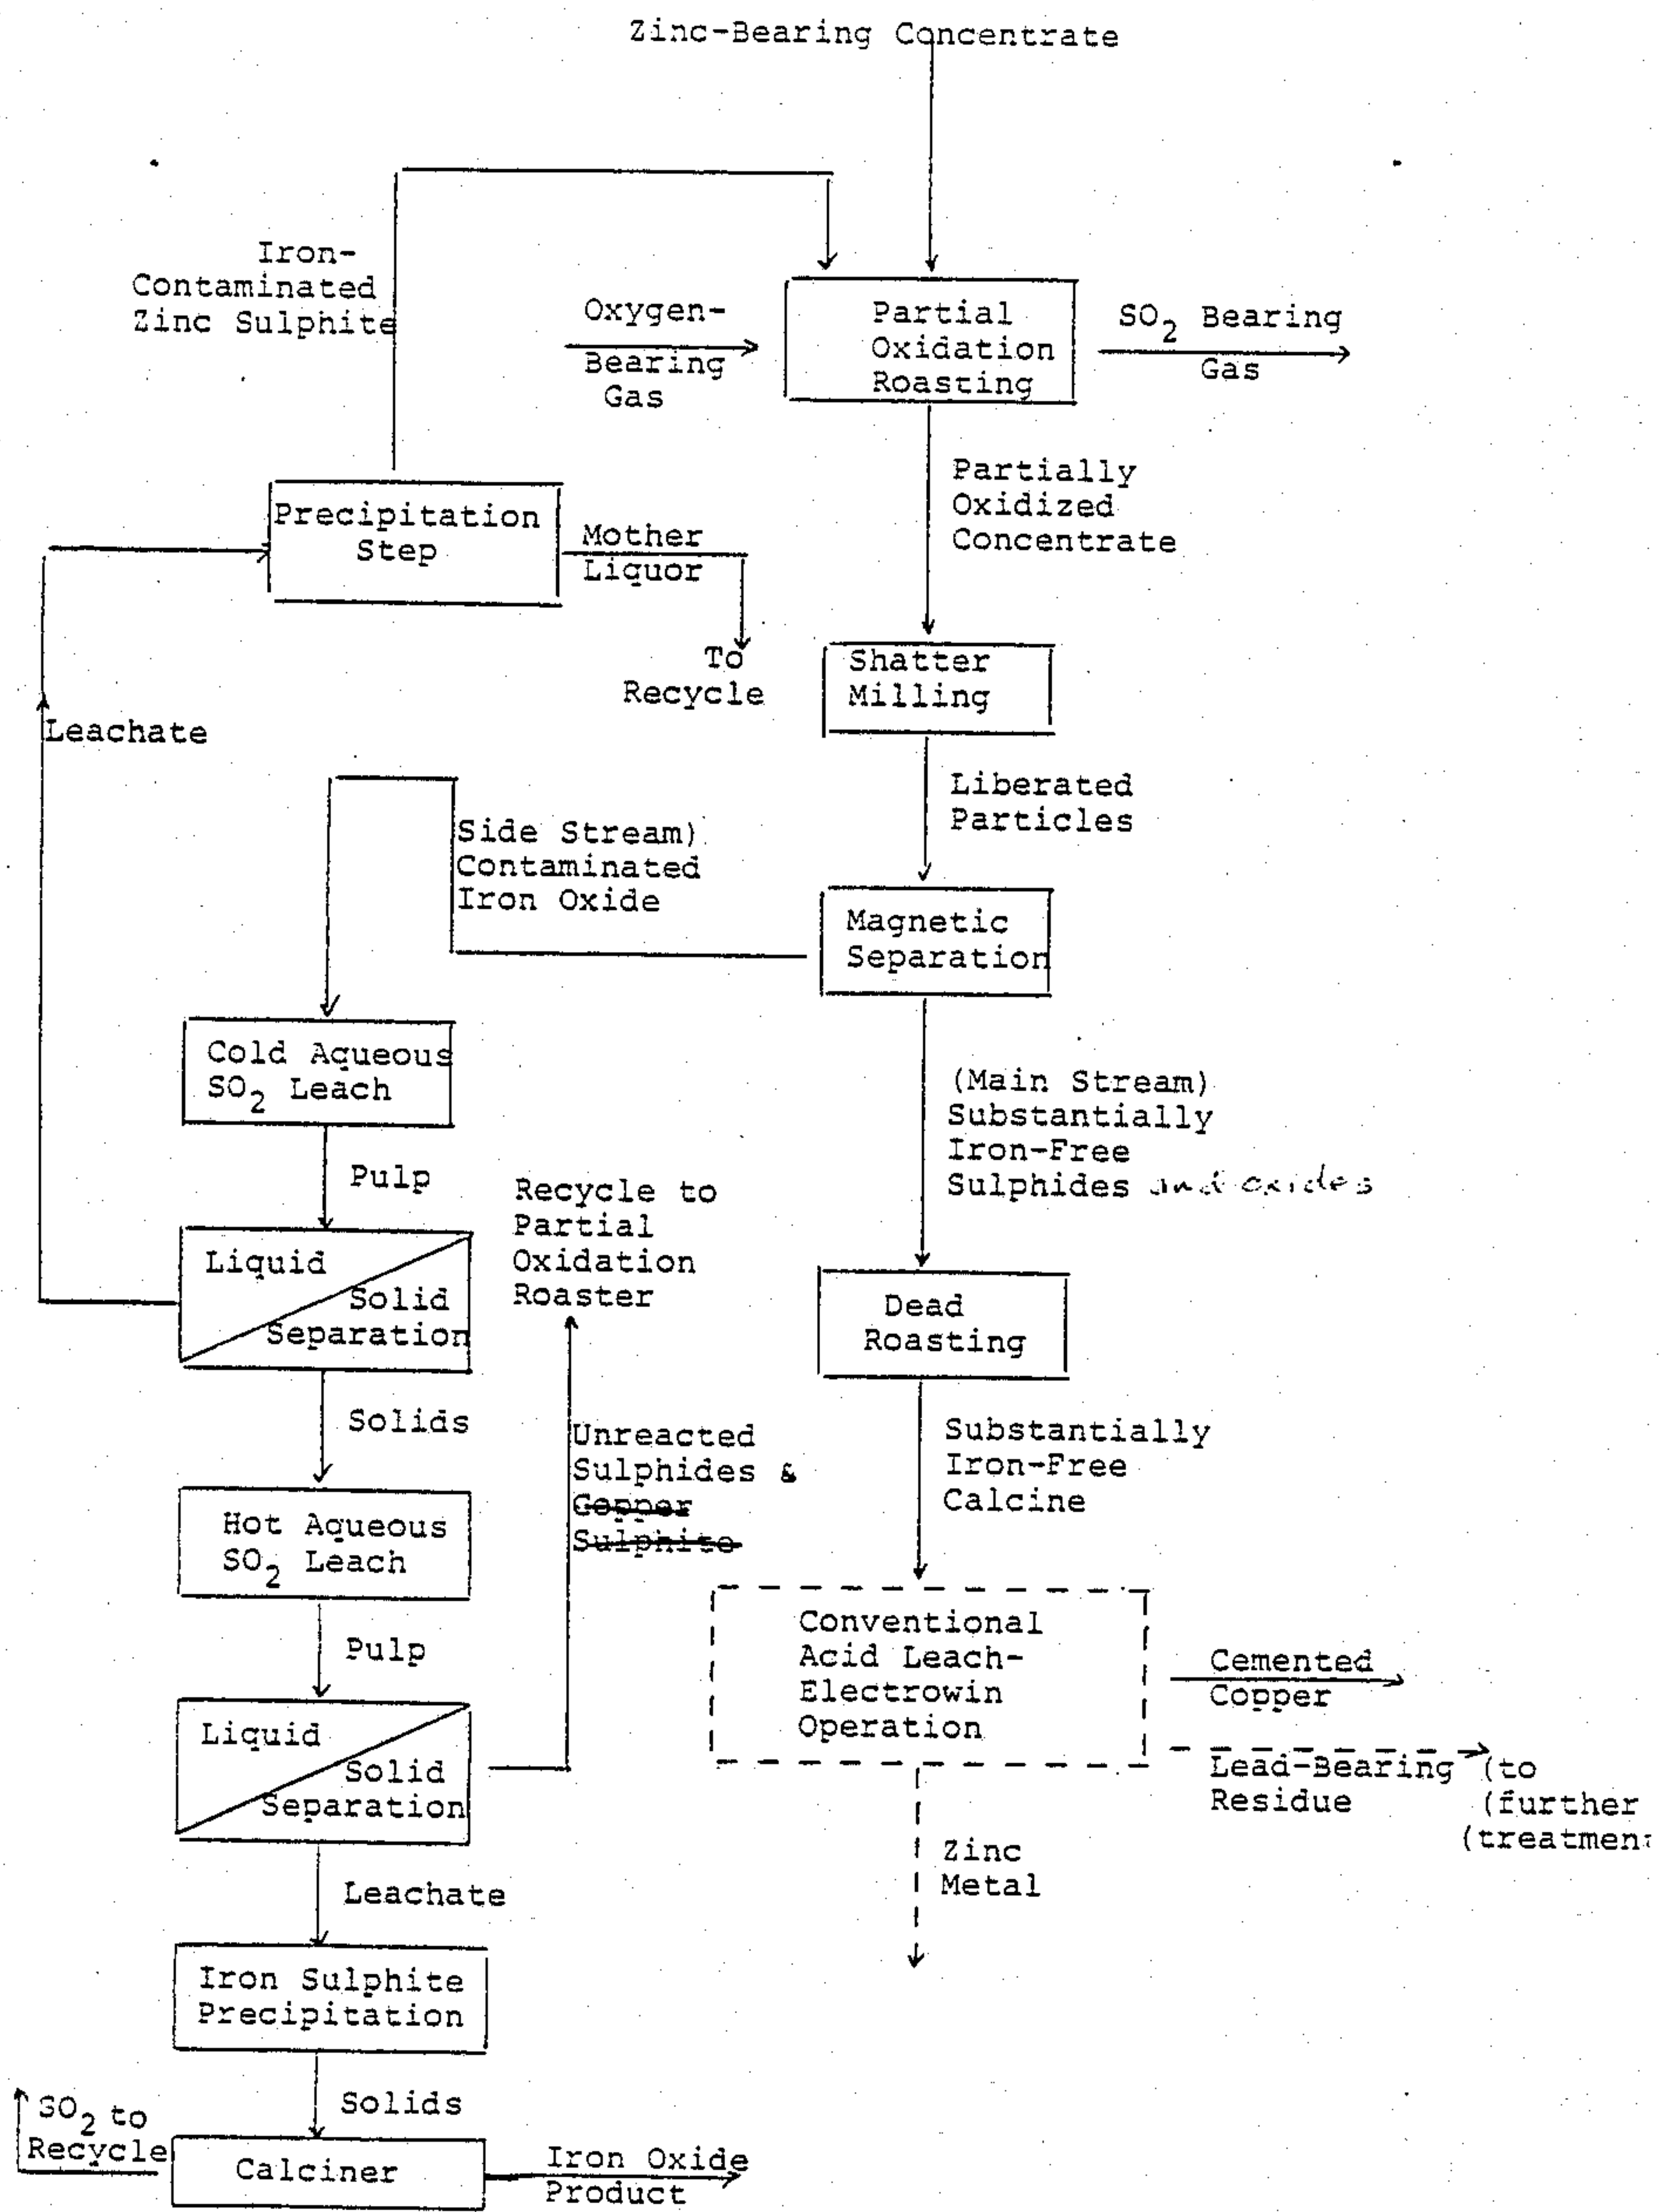 Zinc-Bearing Concentrate
Iron-
Contaminated
Zinc Sulphite
Oxygen-
Bearing
Gas
Partial
Oxidation
Roasting
SO2 Bearing
Gas
Partially
Oxidized
Concentrate
Precipitation
Step
Mother
Liquor
To
Recycle
Shatter
Milling
Leachate
Liberated
Particles
Side Stream)
Contaminated
Iron Oxide
Magnetic
Separation
Cold Aqueous
SO2 Leach
(Main Stream)
Substantially
Iron-Free
Sulphides and oxides
Pulp
Recycle to
Partial
Oxidation
Roaster
Liquid
Solid
Separation
Dead
Roasting
Solids
Unreacted
Sulphides &
Copper
Sulphite
Substantially
Iron-Free
Calcine
Hot Aqueous
SO2 Leach
Pulp
Conventional
Acid Leach-
Electrowin
Operation
Cemented
Copper
Lead-Bearing (to
Residue (further
(treatment
Liquid
Solid
Separation
Zinc
Metal
Leachate
Iron Sulphite
Precipitation
Solids
SO2 to
Recycle
Calciner
Iron Oxide
Product